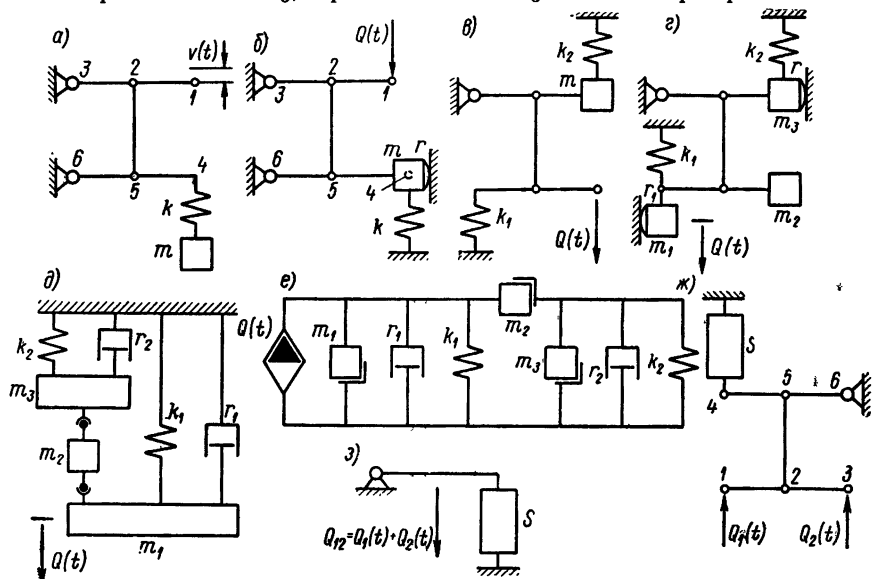 а) v(t) б) Q(t) в) г)
3 2 1 3 2 1 m k₂ k₂ r m₃
6 5 4 k m
6 5 4 m r k
k₁ Q(t)
k₁ r₁ m₁ m₂ Q(t)
д) е) ж)
k₂ r₂ m₃ m₂ k₁ r₁ m₁ Q(t)
Q(t) m₁ r₁ k₁ m₂ m₃ r₂ k₂
S 4 5 6
1 2 3
Q₁(t) Q₂(t)
з)
Q₁₂=Q₁(t)+Q₂(t) S